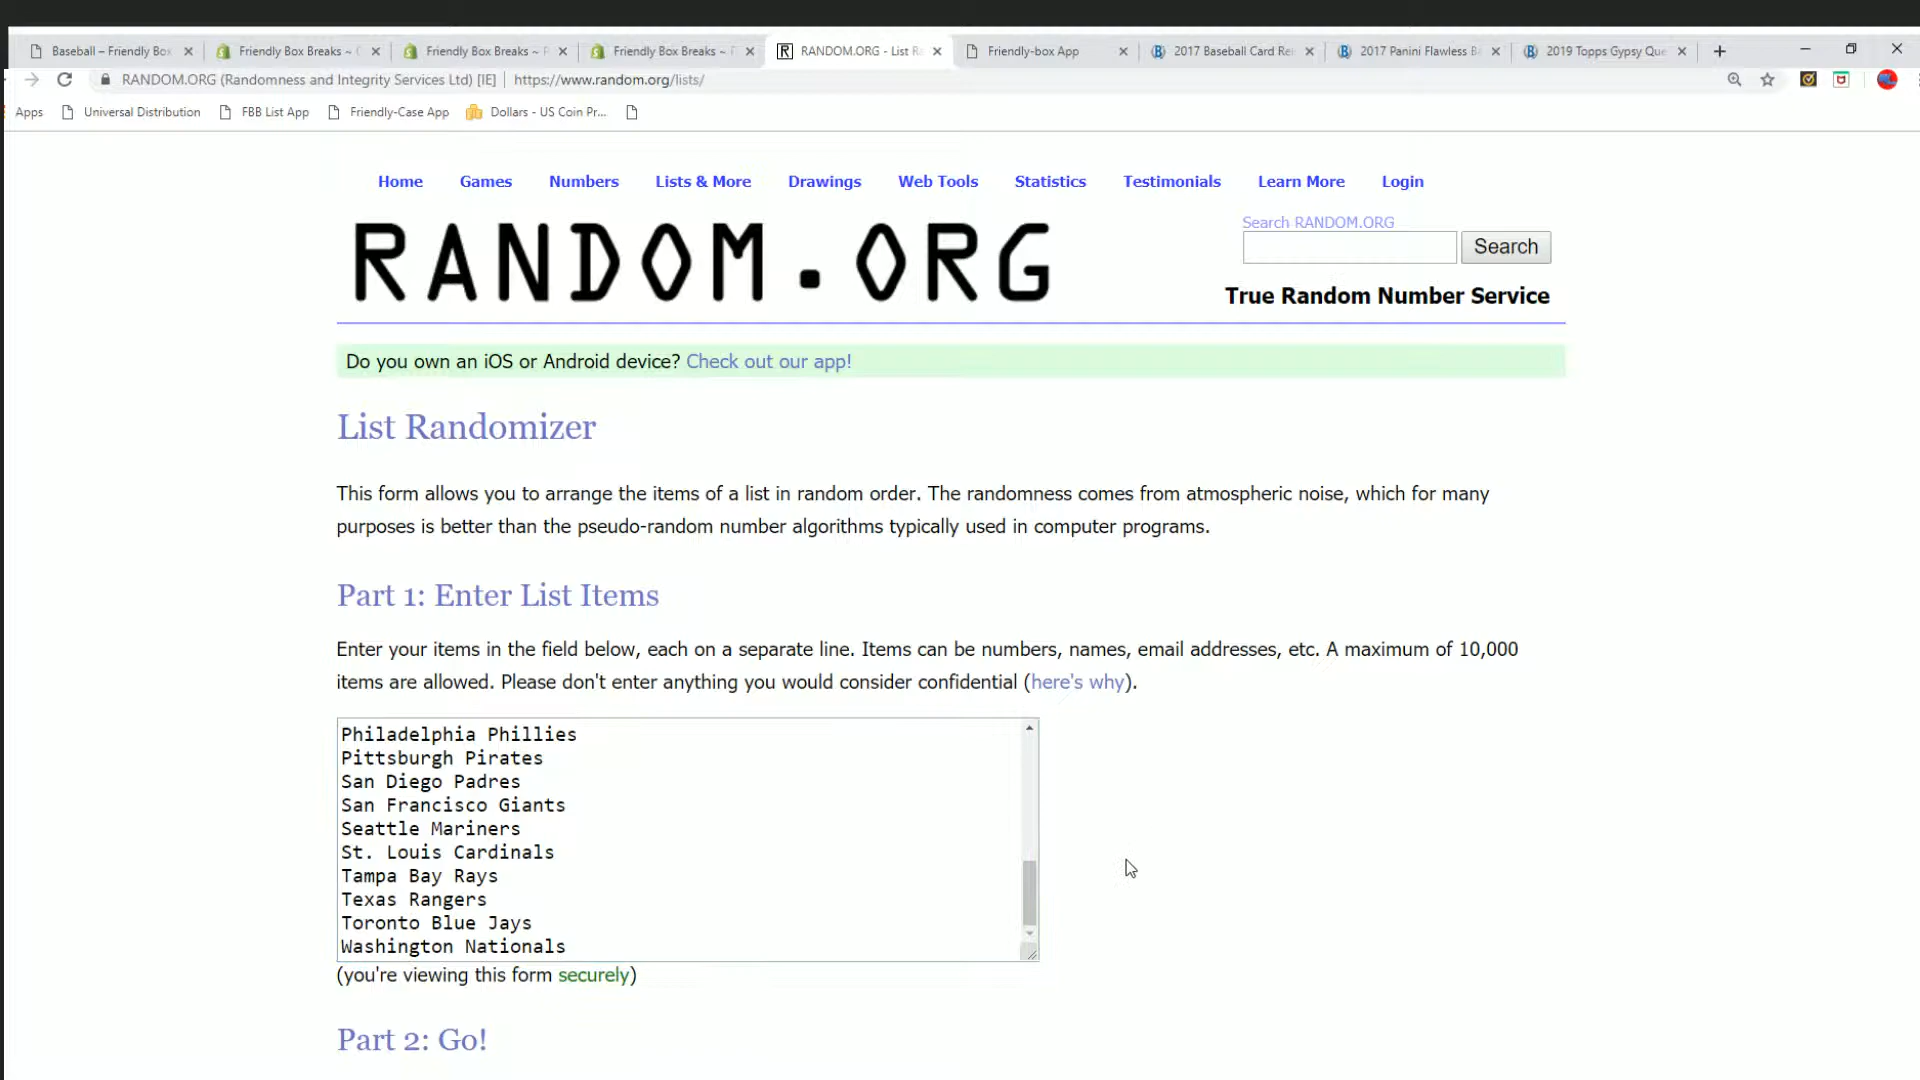 Baseball – Friendly Box
Friendly Box Breaks ~
Friendly Box Breaks ~
Friendly Box Breaks ~
RANDOM.ORG - List R
Friendly-box App
2017 Baseball Card Re
2017 Panini Flawless B
2019 Topps Gypsy Que
RANDOM.ORG (Randomness and Integrity Services Ltd) [IE] | https://www.random.org/lists/
Apps
Universal Distribution
FBB List App
Friendly-Case App
Dollars - US Coin Pr...
Home
Games
Numbers
Lists & More
Drawings
Web Tools
Statistics
Testimonials
Learn More
Login
RANDOM.ORG
Search RANDOM.ORG
Search
True Random Number Service
Do you own an iOS or Android device? Check out our app!
List Randomizer
This form allows you to arrange the items of a list in random order. The randomness comes from atmospheric noise, which for many
purposes is better than the pseudo-random number algorithms typically used in computer programs.
Part 1: Enter List Items
Enter your items in the field below, each on a separate line. Items can be numbers, names, email addresses, etc. A maximum of 10,000
items are allowed. Please don't enter anything you would consider confidential (here's why).
Philadelphia Phillies
Pittsburgh Pirates
San Diego Padres
San Francisco Giants
Seattle Mariners
St. Louis Cardinals
Tampa Bay Rays
Texas Rangers
Toronto Blue Jays
Washington Nationals
(you're viewing this form securely)
Part 2: Go!